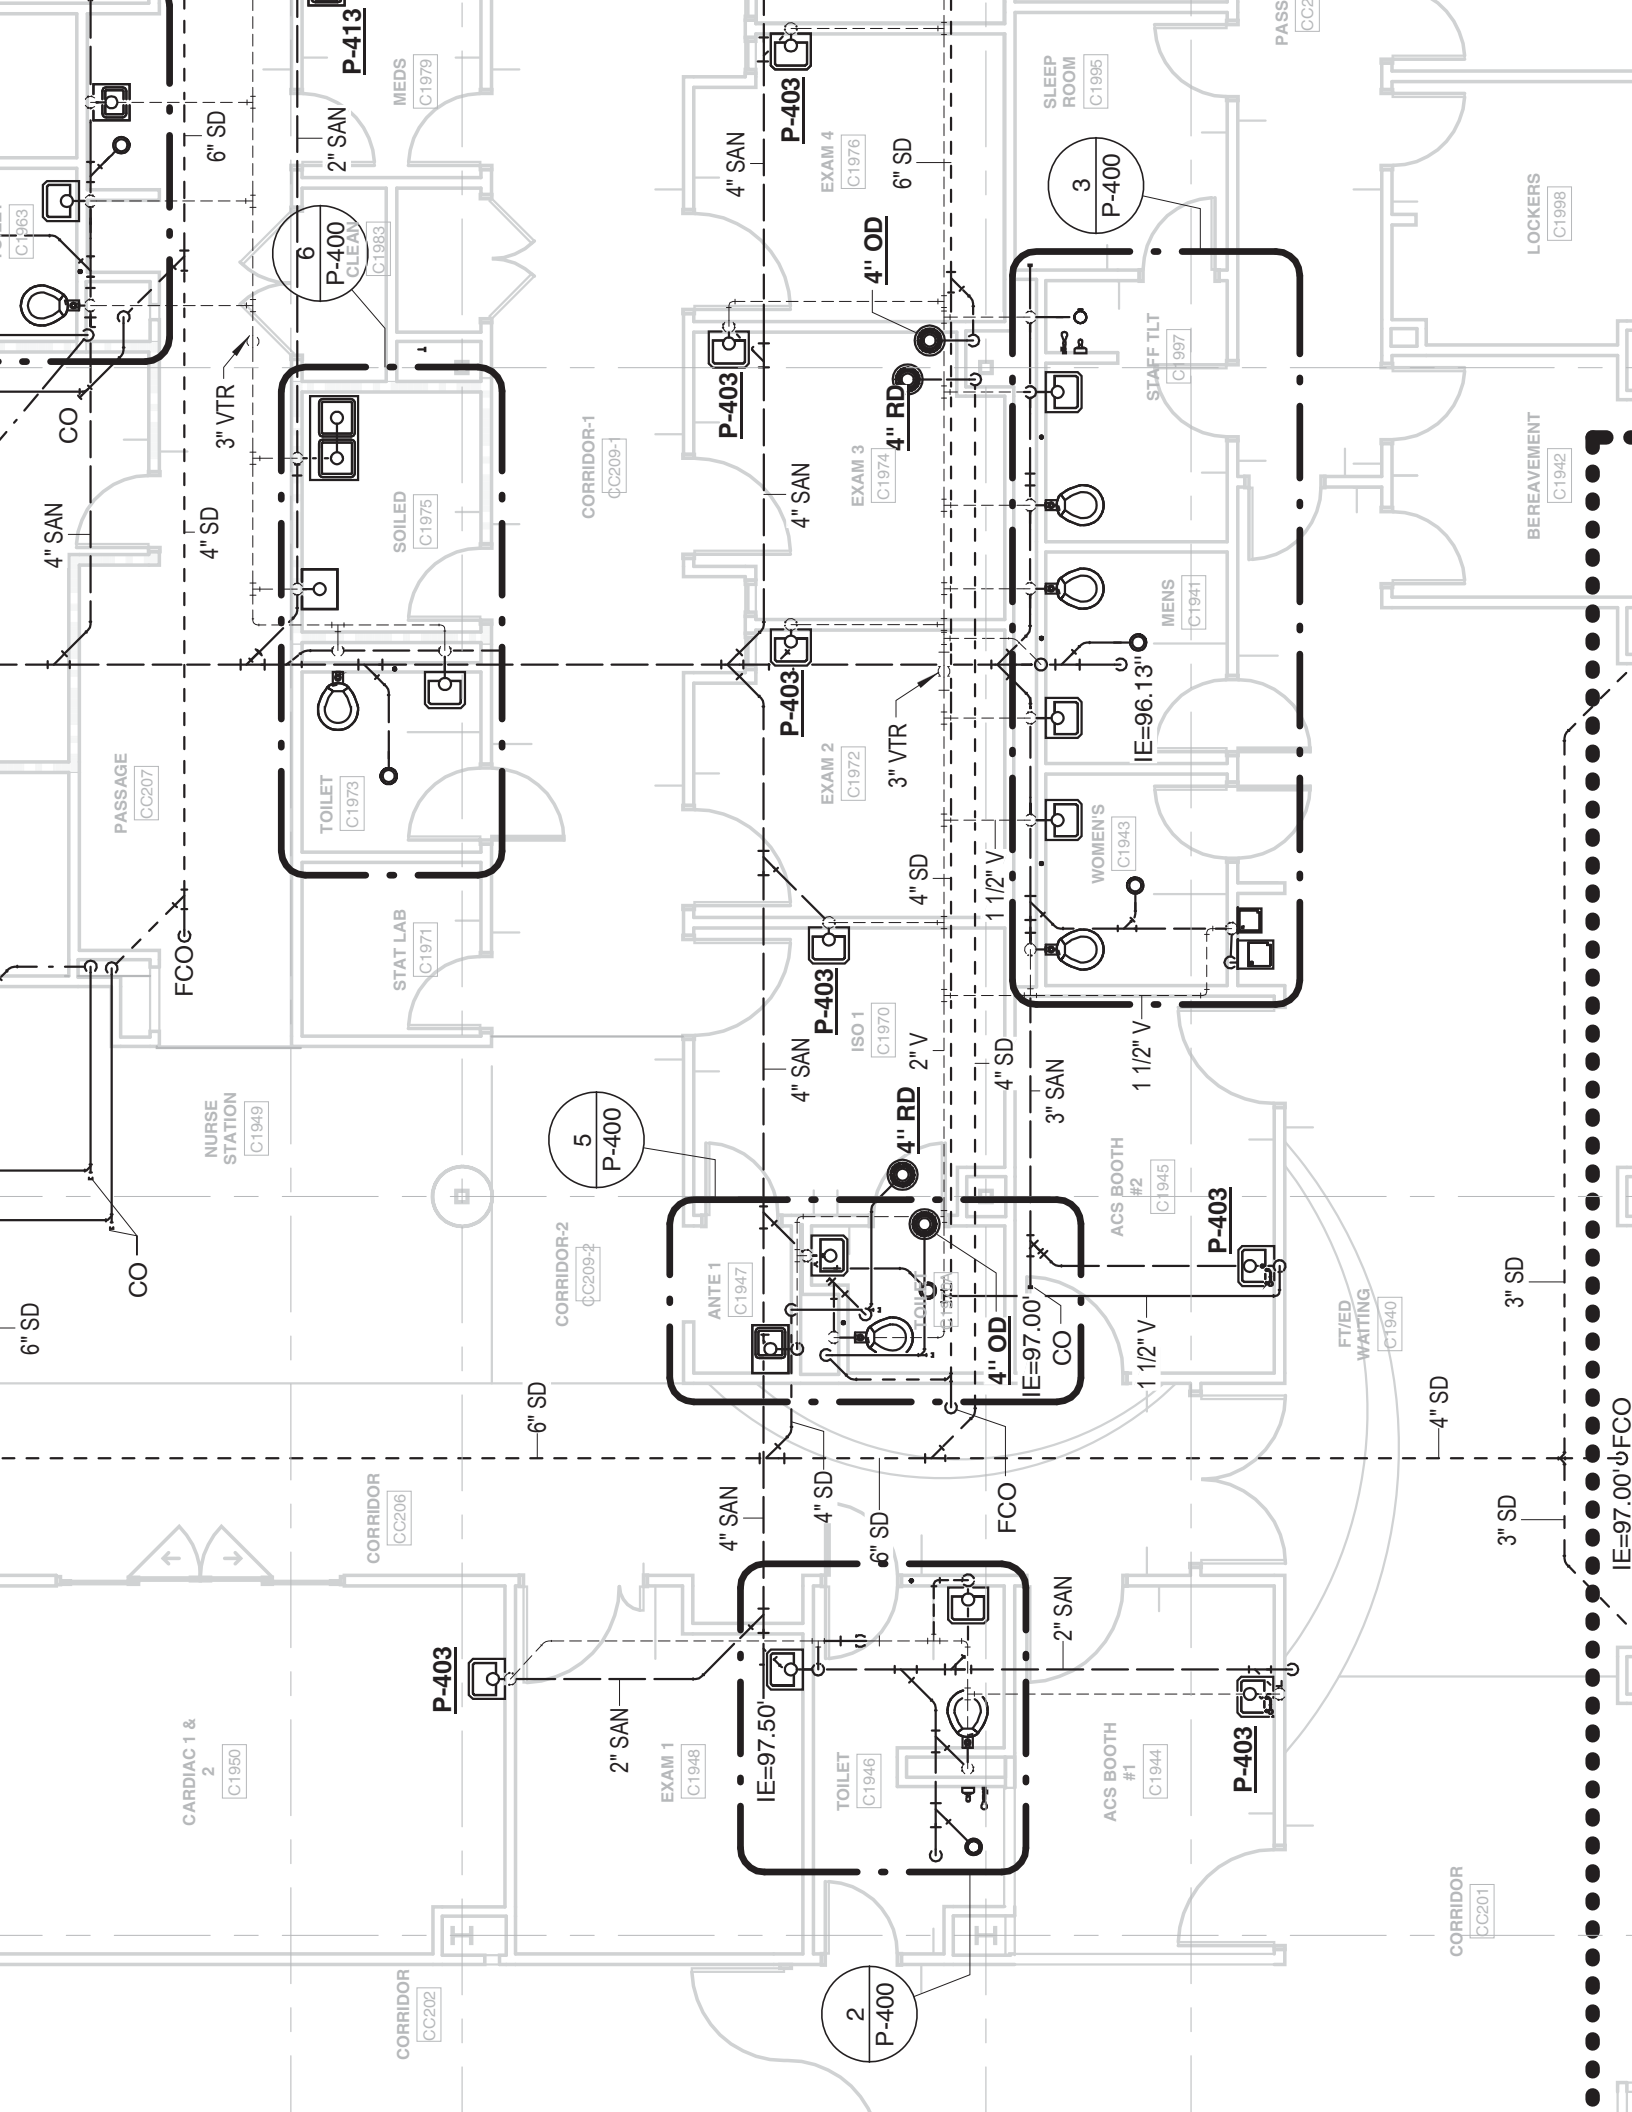 P-413
MEDS
C1979
6" SD
2" SAN
C1963
6
P-400
CLEAN
C1983
3" VTR
CO
4" SAN
4" SD
SOILED
C1975
CORRIDOR-1
CC209-1
PASSAGE
CC207
TOILET
C1973
FCO
STAT LAB
C1971
NURSE
STATION
C1949
CO
6" SD
P-403
4" SAN
EXAM 4
C1976
6" SD
4" OD
P-403
4" RD
EXAM 3
C1974
4" SAN
P-403
3" VTR
EXAM 2
C1972
4" SD
1 1/2" V
P-403
ISO 1
C1970
4" SAN
2" V
4" SD
3" SAN
1 1/2" V
SLEEP
ROOM
C1995
PASS
3
P-400
STAFF TLT
C1997
MENS
C1941
IE=96.13'
WOMEN'S
C1943
LOCKERS
C1998
BEREAVEMENT
C1942
5
P-400
4" RD
CORRIDOR-2
CC209-2
ANTE 1
C1947
TOILET
4" OD
IE=97.00'
CO
1 1/2" V
ACS BOOTH
#2
C1945
P-403
FT/ED
WAITING
C1940
3" SD
6" SD
4" SAN
4" SD
6" SD
FCO
4" SD
3" SD
IE=97.00'
FCO
CORRIDOR
CC206
P-403
2" SAN
CARDIAC 1 &
2
C1950
EXAM 1
C1948
IE=97.50'
TOILET
C1946
2" SAN
ACS BOOTH
#1
C1944
P-403
CORRIDOR
CC201
CORRIDOR
CC202
2
P-400